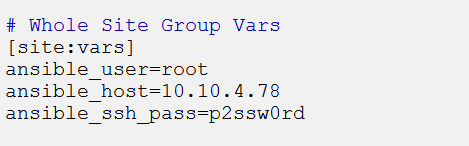 # Whole Site Group Vars
[site:vars]
ansible_user=root
ansible_host=10.10.4.78
ansible_ssh_pass=p2ssw0rd